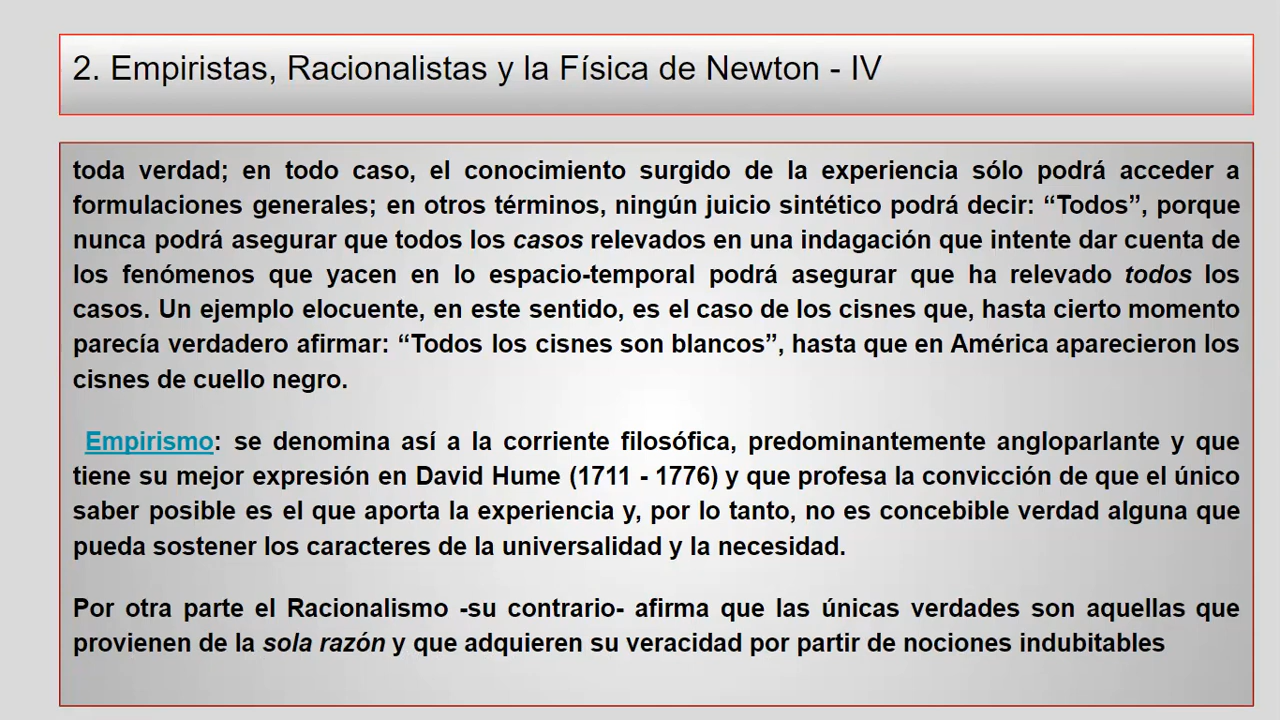 2. Empiristas, Racionalistas y la Física de Newton - IV
toda verdad; en todo caso, el conocimiento surgido de la experiencia sólo podrá acceder a
formulaciones generales; en otros términos, ningún juicio sintético podrá decir: “Todos”, porque
nunca podrá asegurar que todos los casos relevados en una indagación que intente dar cuenta de
los fenómenos que yacen en lo espacio-temporal podrá asegurar que ha relevado todos los
casos. Un ejemplo elocuente, en este sentido, es el caso de los cisnes que, hasta cierto momento
parecía verdadero afirmar: “Todos los cisnes son blancos”, hasta que en América aparecieron los
cisnes de cuello negro.
Empirismo: se denomina así a la corriente filosófica, predominantemente angloparlante y que
tiene su mejor expresión en David Hume (1711 - 1776) y que profesa la convicción de que el único
saber posible es el que aporta la experiencia y, por lo tanto, no es concebible verdad alguna que
pueda sostener los caracteres de la universalidad y la necesidad.
Por otra parte el Racionalismo -su contrario- afirma que las únicas verdades son aquellas que
provienen de la sola razón y que adquieren su veracidad por partir de nociones indubitables